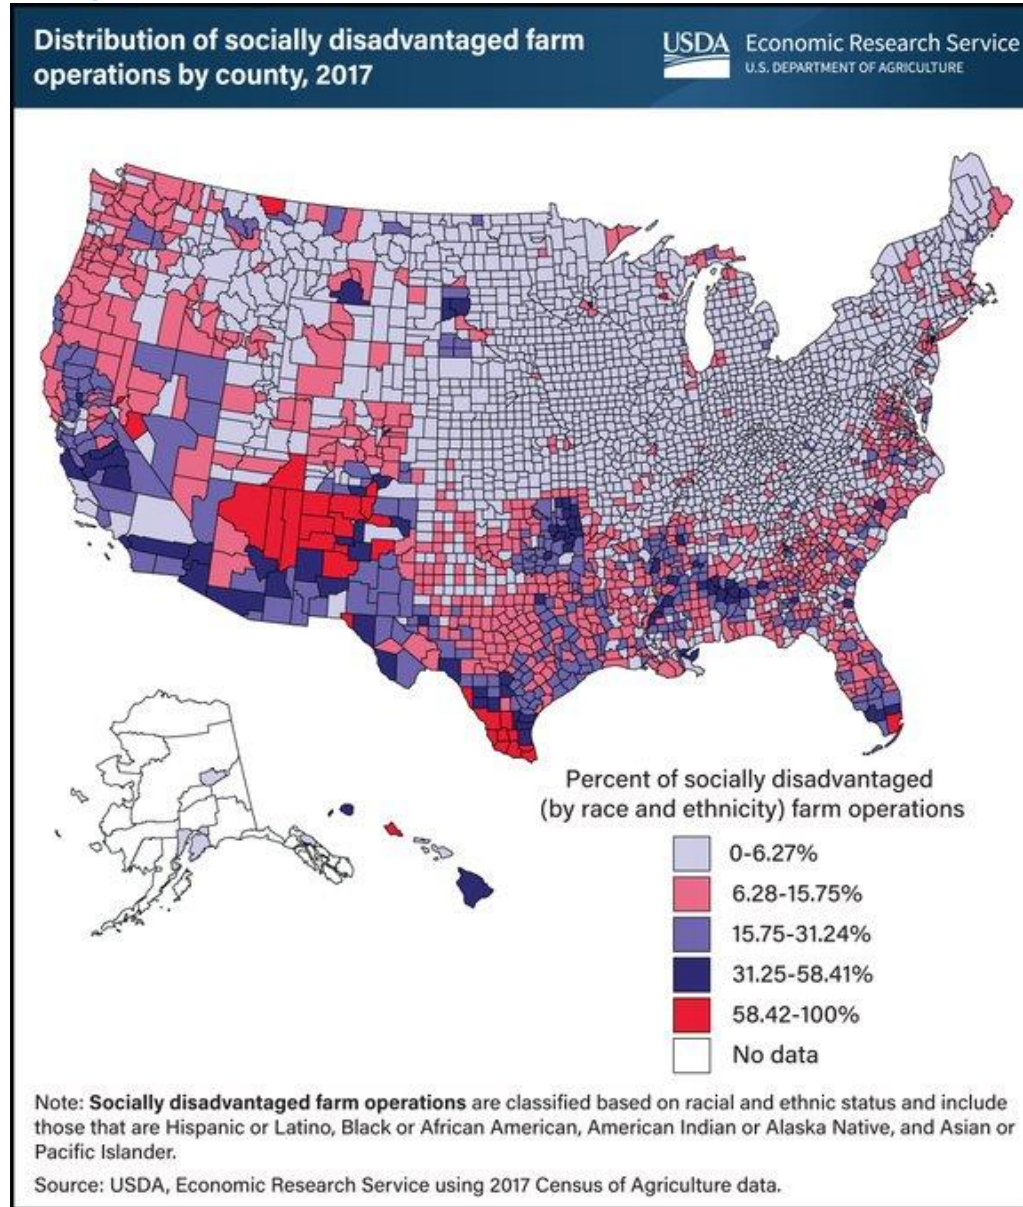 Distribution of socially disadvantaged farm
operations by county, 2017
USDA
Economic Research Service
U.S. DEPARTMENT OF AGRICULTURE
Percent of socially disadvantaged
(by race and ethnicity) farm operations
0-6.27%
6.28-15.75%
15.75-31.24%
31.25-58.41%
58.42-100%
No data
Note: Socially disadvantaged farm operations are classified based on racial and ethnic status and include
those that are Hispanic or Latino, Black or African American, American Indian or Alaska Native, and Asian or
Pacific Islander.
Source: USDA, Economic Research Service using 2017 Census of Agriculture data.